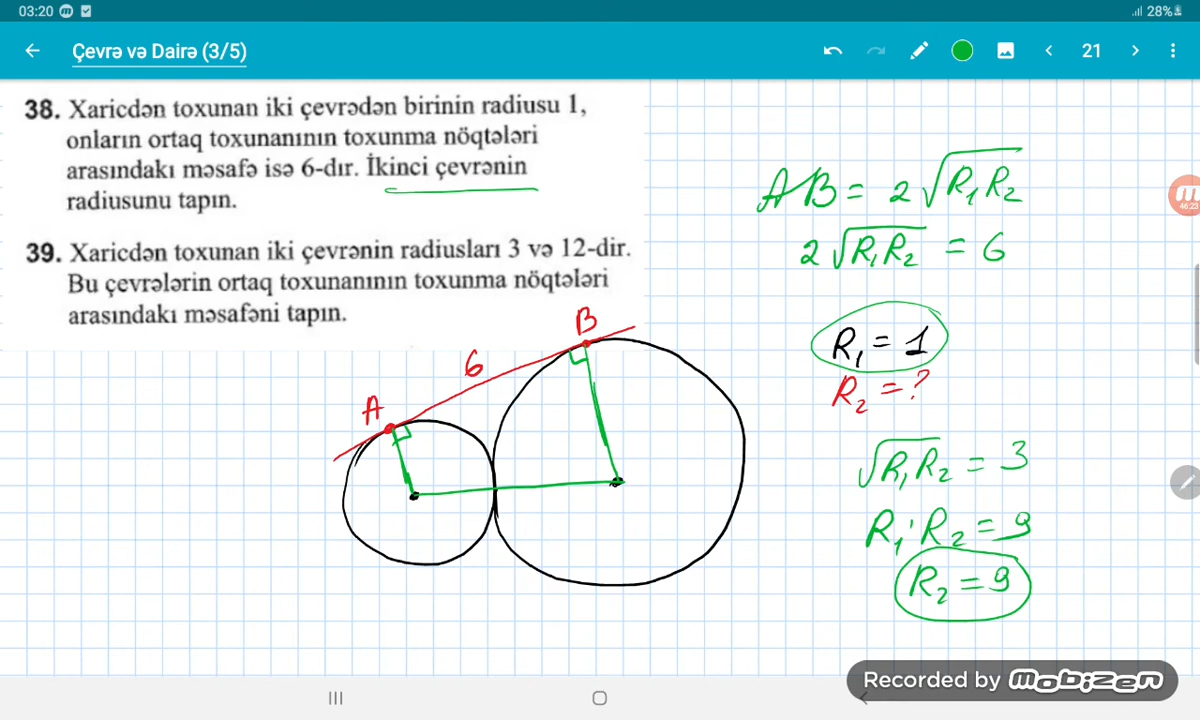 03:20
28%
Çevrə və Dairə (3/5)
21
38. Xaricdən toxunan iki çevrədən birinin radiusu 1,
onların ortaq toxunanının toxunma nöqtələri
arasındakı məsafə isə 6-dır. İkinci çevrənin
radiusunu tapın.
39. Xaricdən toxunan iki çevrənin radiusları 3 və 12-dir.
Bu çevrələrin ortaq toxunanının toxunma nöqtələri
arasındakı məsafəni tapın.
A
6
B
AB = 2√R₁R₂
2√R₁R₂ = 6
R₁ = 1
R₂ = ?
√R₁R₂ = 3
R₁·R₂ = 9
R₂ = 9
46:23
Recorded by mobizen